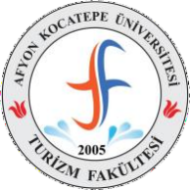 AFYON KOCATEPE ÜNİVERSİTESİ
2005
TURİZM FAKÜLTESİ